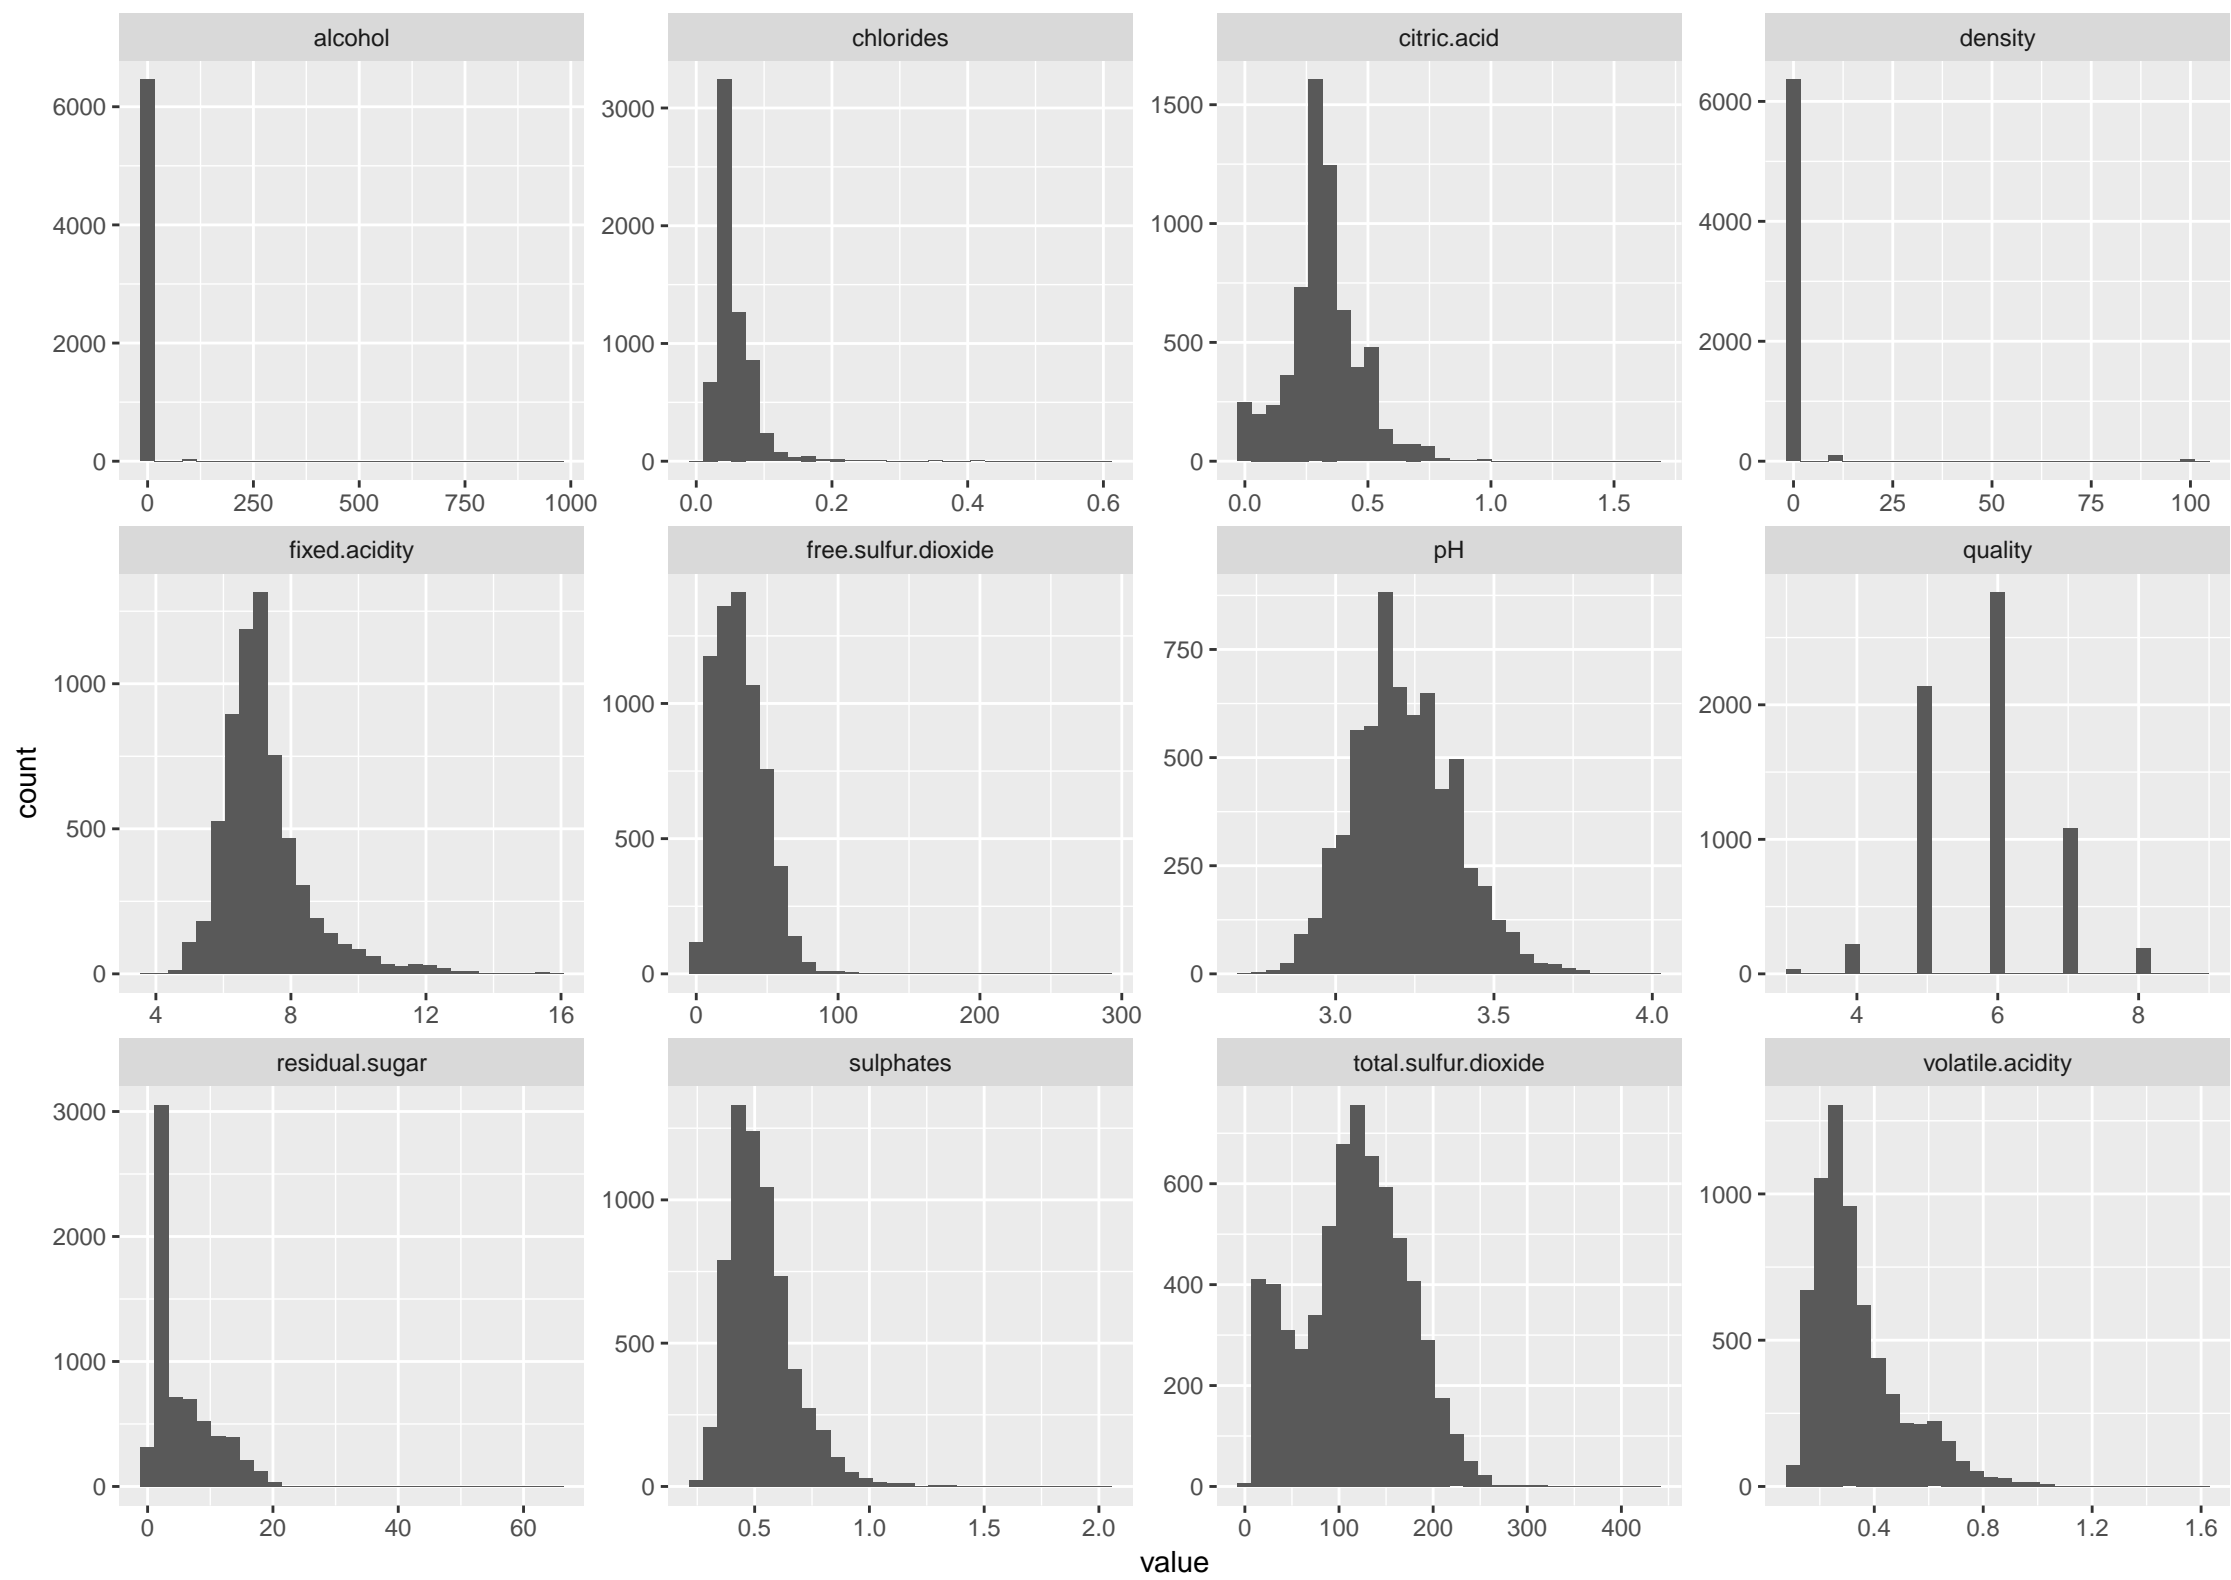 alcohol
chlorides
citric.acid
density
6000
4000
2000
0
3000
2000
1000
0
1500
1000
500
0
6000
4000
2000
0
0 250 500 750 1000
0.0 0.2 0.4 0.6
0.0 0.5 1.0 1.5
0 25 50 75 100
fixed.acidity
free.sulfur.dioxide
pH
quality
count
1000
500
0
1000
500
0
750
500
250
0
2000
1000
0
4 8 12 16
0 100 200 300
3.0 3.5 4.0
4 6 8
residual.sugar
sulphates
total.sulfur.dioxide
volatile.acidity
3000
2000
1000
0
1000
500
0
600
400
200
0
1000
500
0
0 20 40 60
0.5 1.0 1.5 2.0
0 100 200 300 400
0.4 0.8 1.2 1.6
value